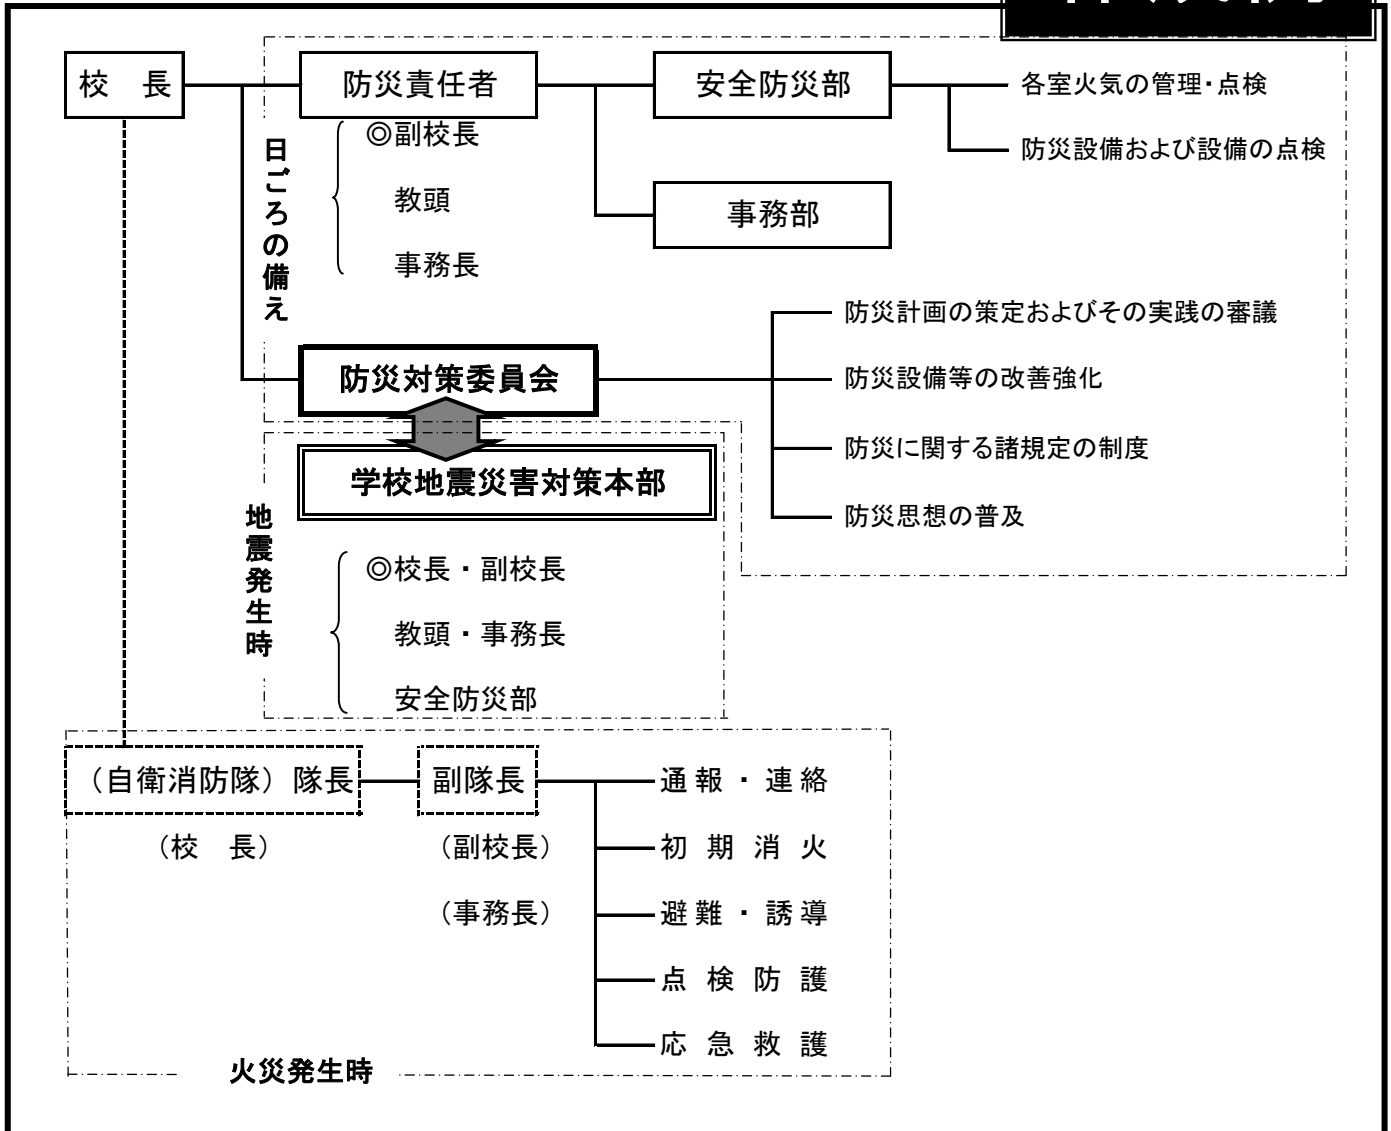 校　長
防災責任者
安全防災部
各室火気の管理・点検
防災設備および設備の点検
◎副校長
教頭
事務長
事務部
日ごろの備え
防災計画の策定およびその実践の審議
防災対策委員会
防災設備等の改善強化
防災に関する諸規定の制度
防災思想の普及
学校地震災害対策本部
地震発生時
◎校長・副校長
教頭・事務長
安全防災部
（自衛消防隊）隊長
副隊長
通報・連絡
（校　長）
（副校長）
初期消火
（事務長）
避難・誘導
点検防護
応急救護
火災発生時